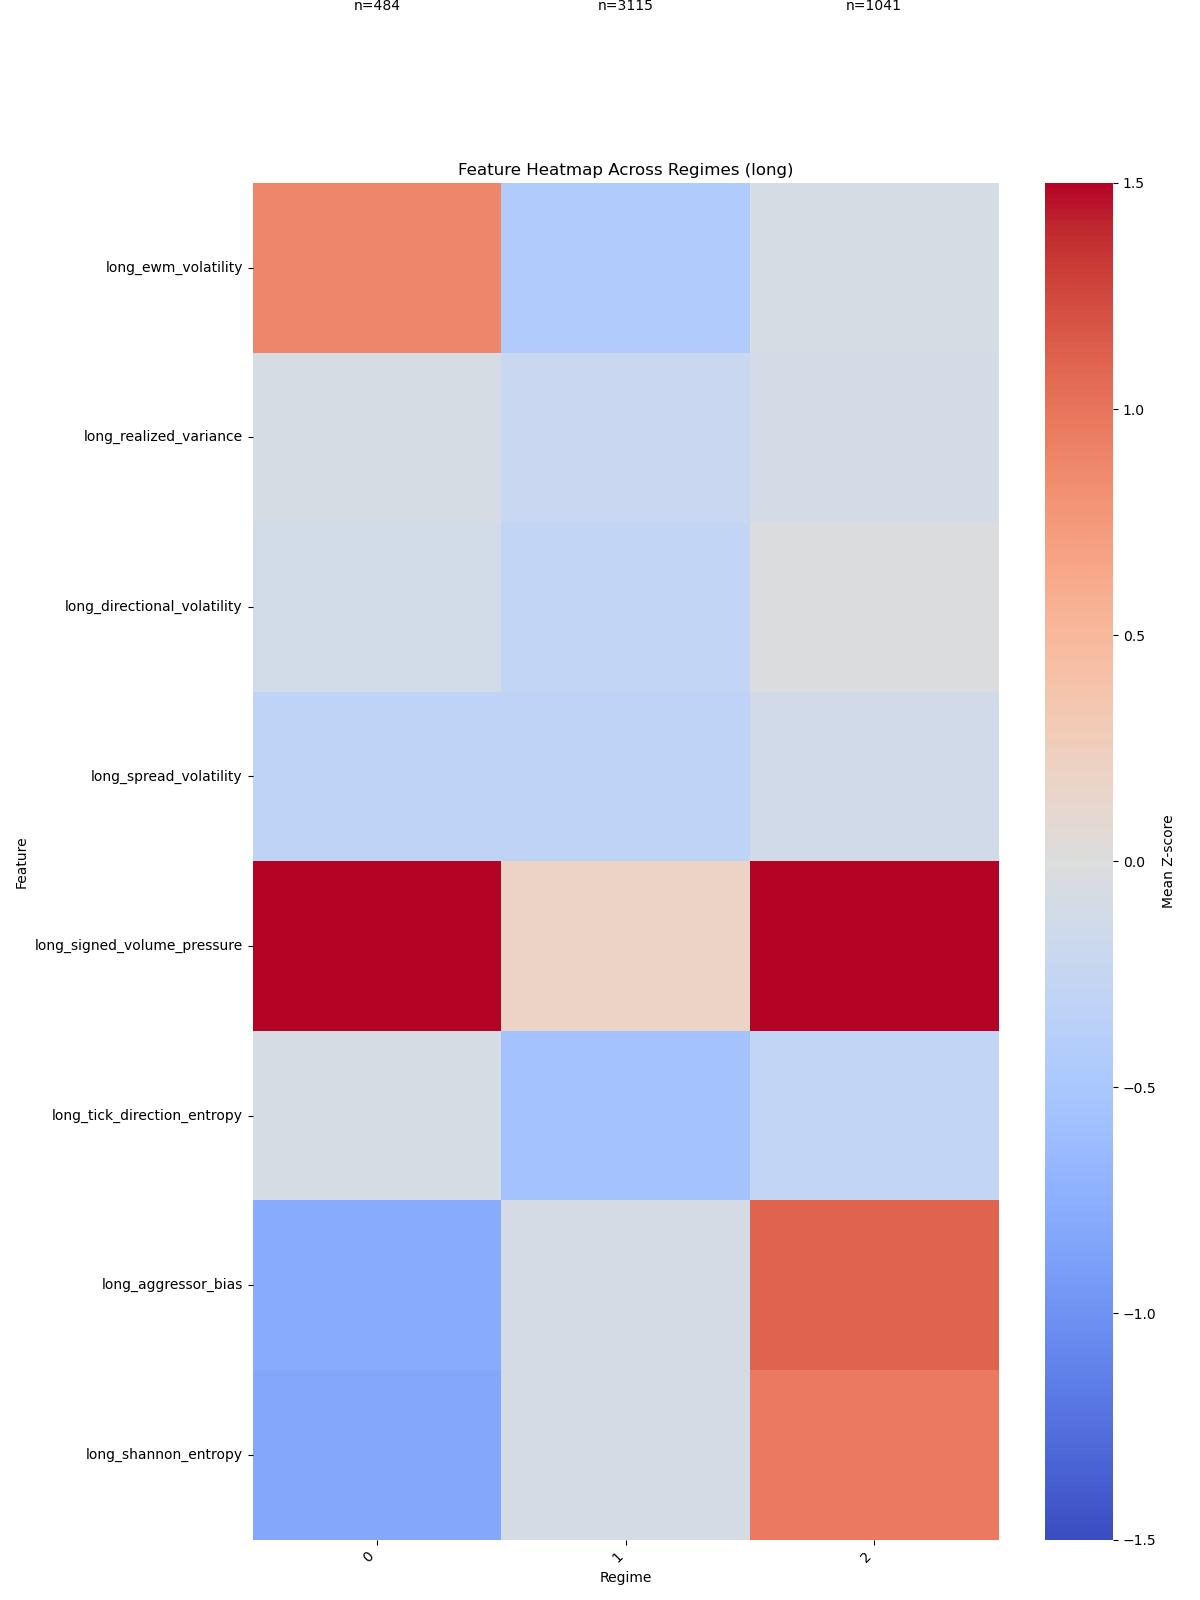 n=484
n=3115
n=1041
Feature Heatmap Across Regimes (long)
Feature
long_ewm_volatility
long_realized_variance
long_directional_volatility
long_spread_volatility
long_signed_volume_pressure
long_tick_direction_entropy
long_aggressor_bias
long_shannon_entropy
0
1
2
Regime
1.5
1.0
0.5
0.0
−0.5
−1.0
−1.5
Mean Z-score